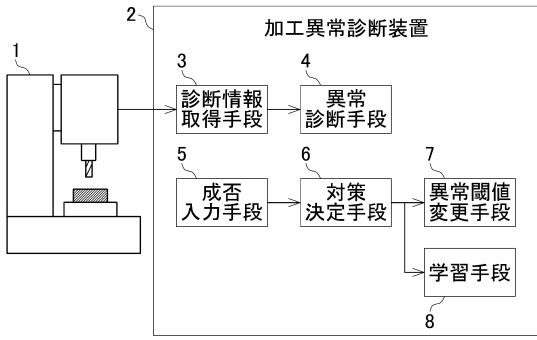 1
2
加工異常診断装置
3
診断情報
取得手段
4
異常
診断手段
5
成否
入力手段
6
対策
決定手段
7
異常閾値
変更手段
学習手段
8